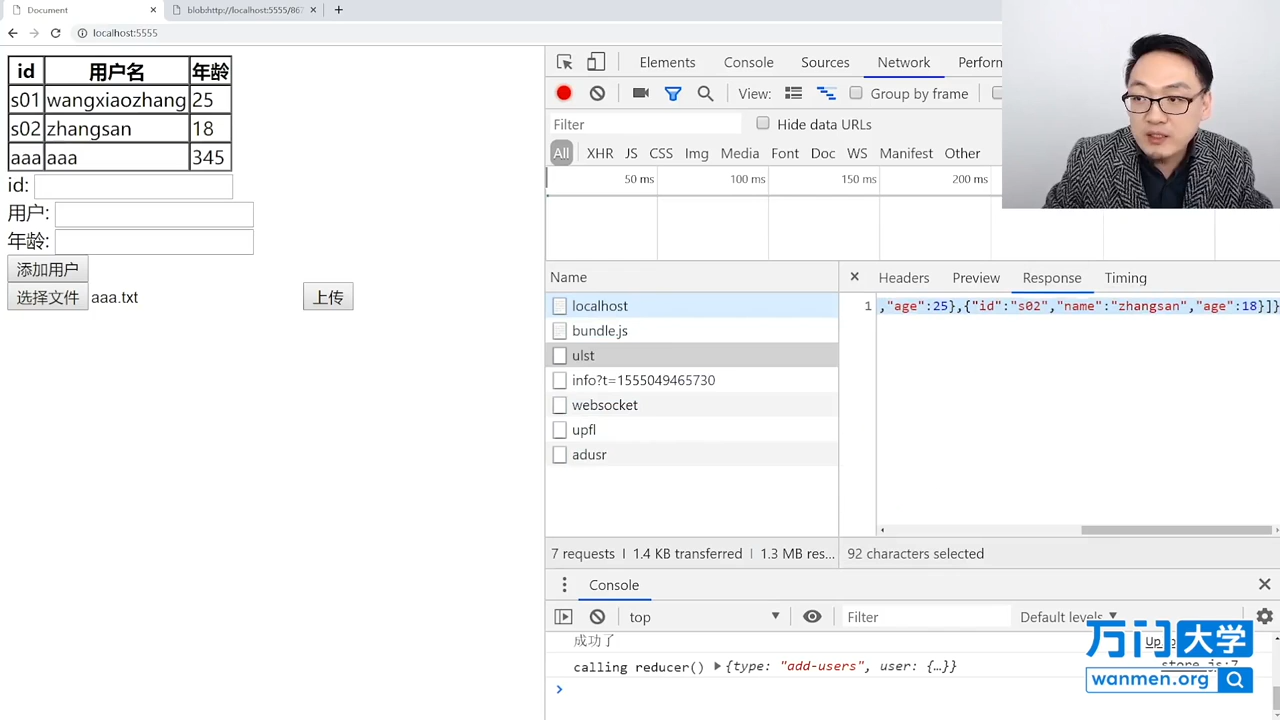 Document
blob:http://localhost:5555/86
localhost:5555
id 用户名 年龄
s01 wangxiaozhang 25
s02 zhangsan 18
aaa aaa 345
id:
用户:
年龄:
添加用户
选择文件 aaa.txt 上传
Elements Console Sources Network Perform
View: Group by frame
Filter Hide data URLs
All XHR JS CSS Img Media Font Doc WS Manifest Other
50 ms 100 ms 150 ms 200 ms
Name
localhost
bundle.js
ulst
info?t=1555049465730
websocket
upfl
adusr
7 requests | 1.4 KB transferred | 1.3 MB res...
Headers Preview Response Timing
1 ,"age":25},{"id":"s02","name":"zhangsan","age":18}]}
92 characters selected
Console
top Filter Default levels
成功了
calling reducer() {type: "add-users", user: {…}} store.js:7
万门大学
wanmen.org